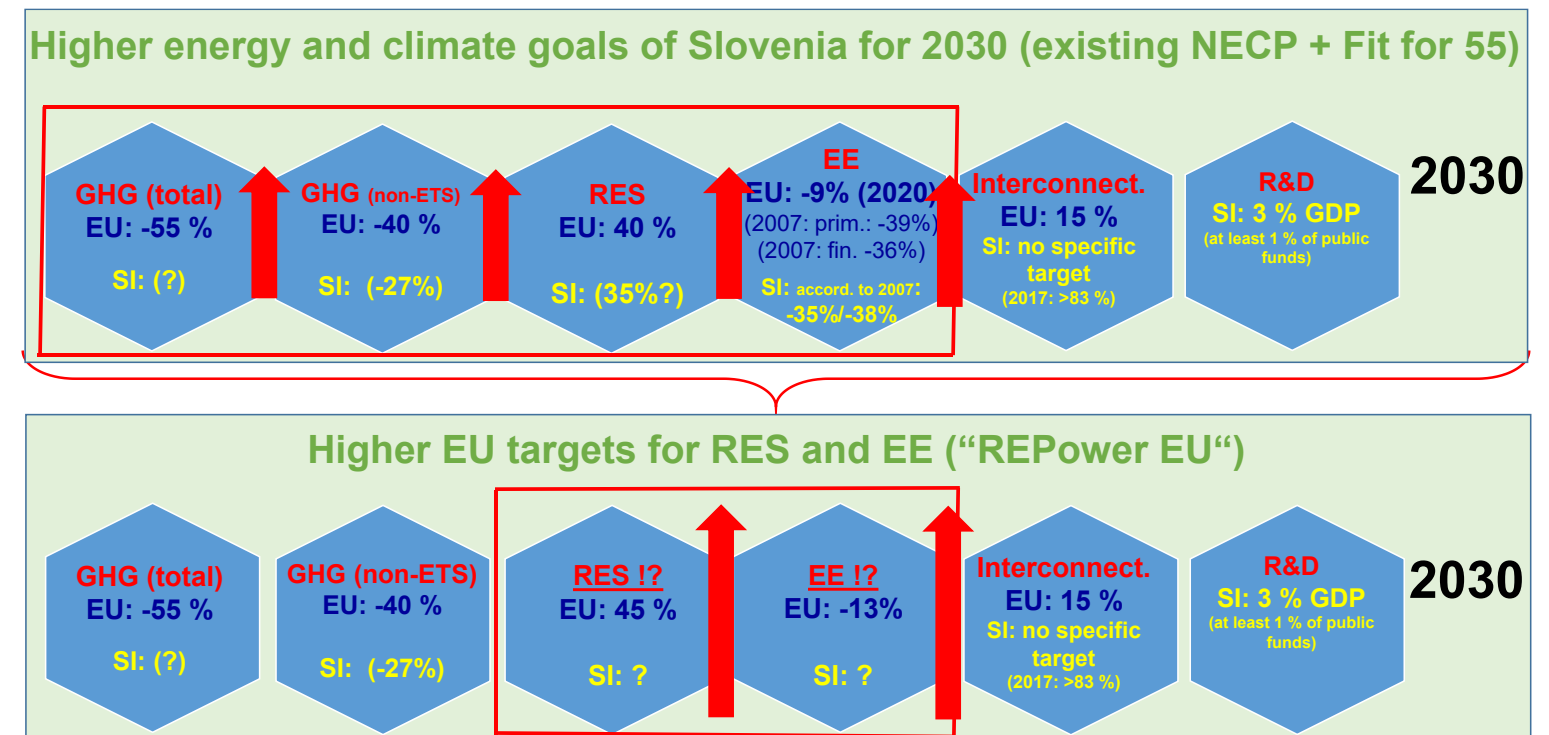 Higher energy and climate goals of Slovenia for 2030 (existing NECP + Fit for 55)
GHG (total)
EU: -55 %
SI: (?)
GHG (non-ETS)
EU: -40 %
SI: (-27%)
RES
EU: 40 %
SI: (35%?)
EE
EU: -9% (2020)
(2007: prim.: -39%)
(2007: fin. -36%)
SI: accord. to 2007:
-35%/-38%
Interconnect.
EU: 15 %
SI: no specific
target
(2017: >83 %)
R&D
SI: 3 % GDP
(at least 1 % of public
funds)
2030
Higher EU targets for RES and EE (“REPower EU“)
GHG (total)
EU: -55 %
SI: (?)
GHG (non-ETS)
EU: -40 %
SI: (-27%)
RES !?
EU: 45 %
SI: ?
EE !?
EU: -13%
SI: ?
Interconnect.
EU: 15 %
SI: no specific
target
(2017: >83 %)
R&D
SI: 3 % GDP
(at least 1 % of public
funds)
2030